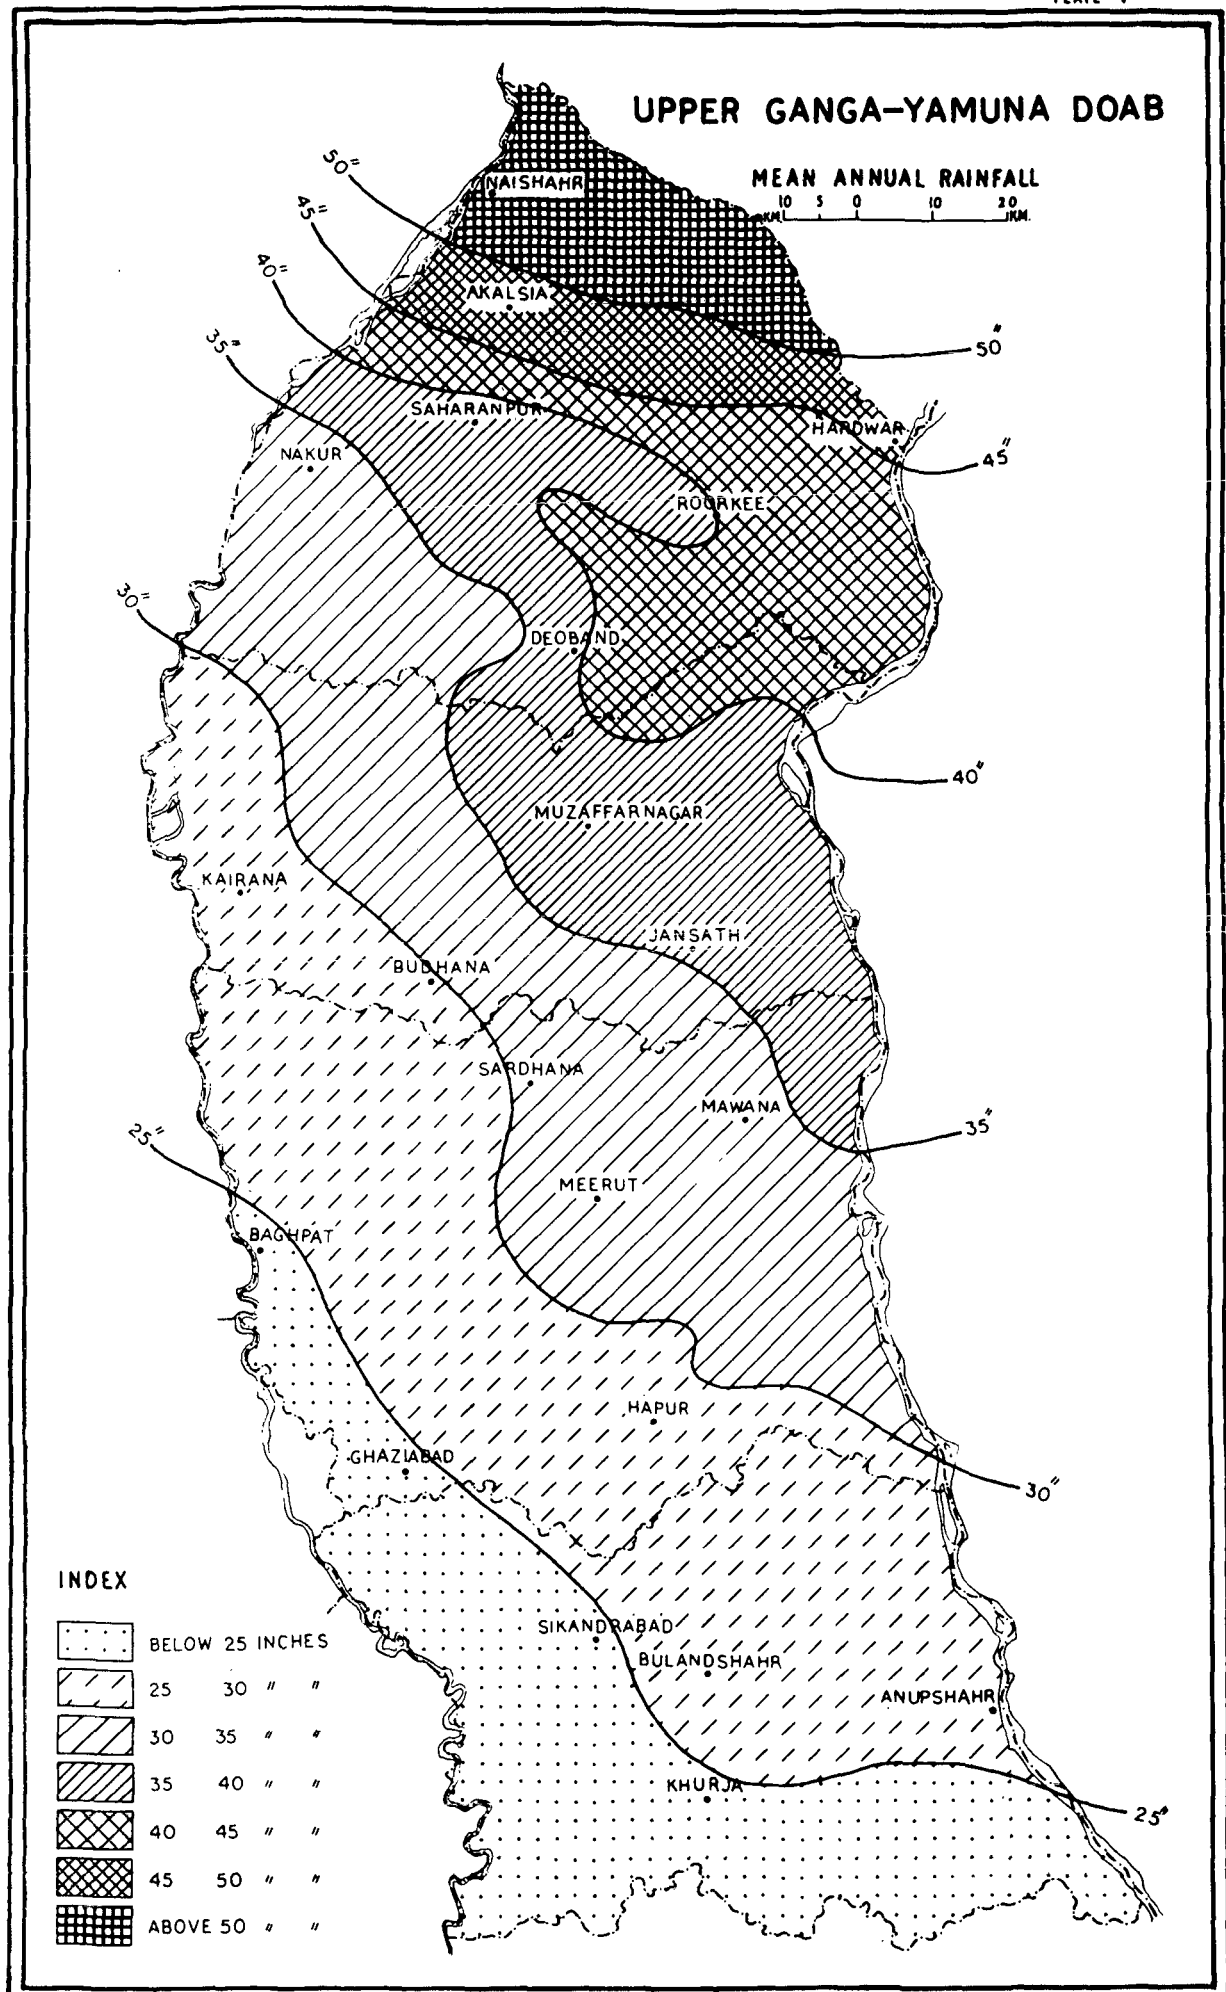 UPPER GANGA-YAMUNA DOAB
MEAN ANNUAL RAINFALL
10 5 0 10 20
KM. KM.
50"
45"
40"
35"
30"
25"
NAISHAHR
AKALSIA
50"
SAHARANPUR
HARDWAR
45"
NAKUR
ROORKEE
DEOBAND
40"
MUZAFFARNAGAR
KAIRANA
JANSATH
BUDHANA
SARDHANA
MAWANA
35"
MEERUT
BAGHPAT
HAPUR
GHAZIABAD
30"
SIKANDRABAD
BULANDSHAHR
ANUPSHAHR
KHURJA
25"
INDEX
BELOW 25 INCHES
25 30 " "
30 35 " "
35 40 " "
40 45 " "
45 50 " "
ABOVE 50 " "